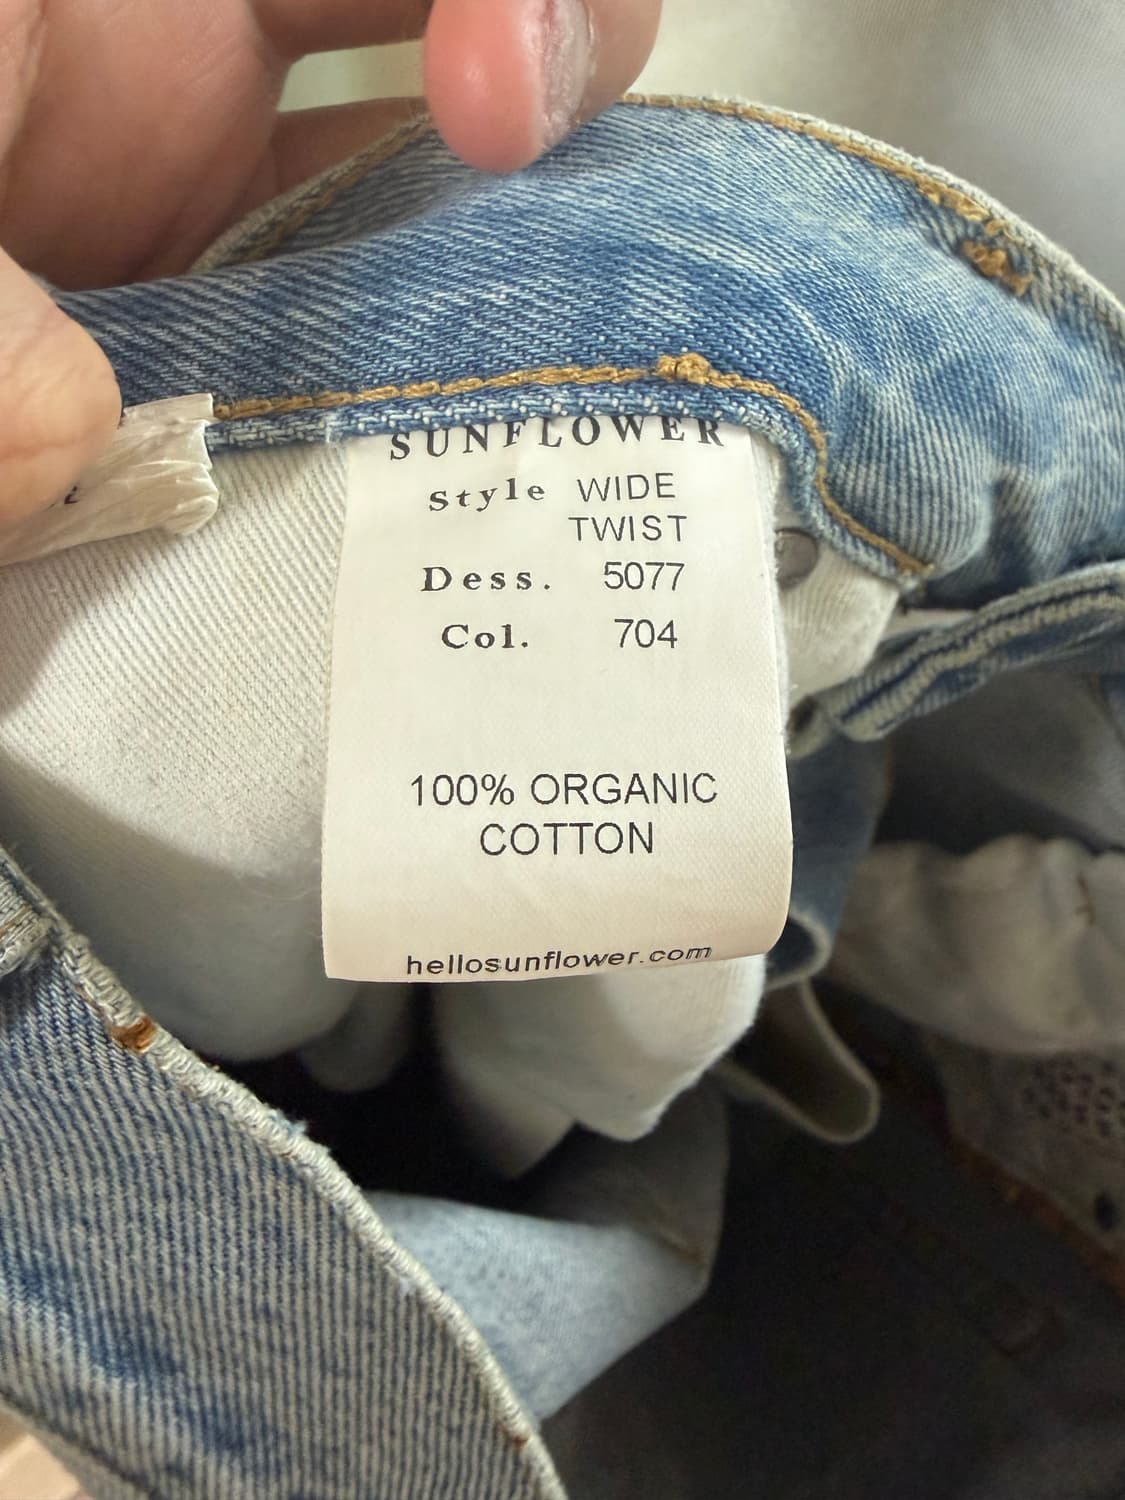 SUNFLOWER
Style WIDE
TWIST
Dess. 5077
Col. 704
100% ORGANIC
COTTON
hellosunflower.com